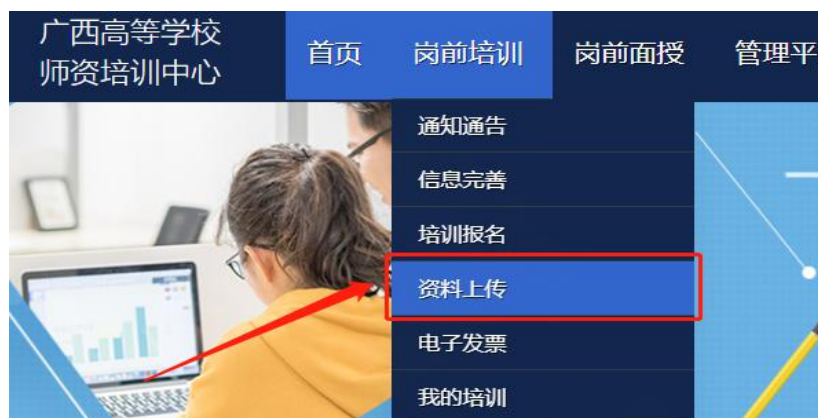 广西高等学校
师资培训中心
首页 岗前培训 岗前面授 管理平
通知通告
信息完善
培训报名
资料上传
电子发票
我的培训